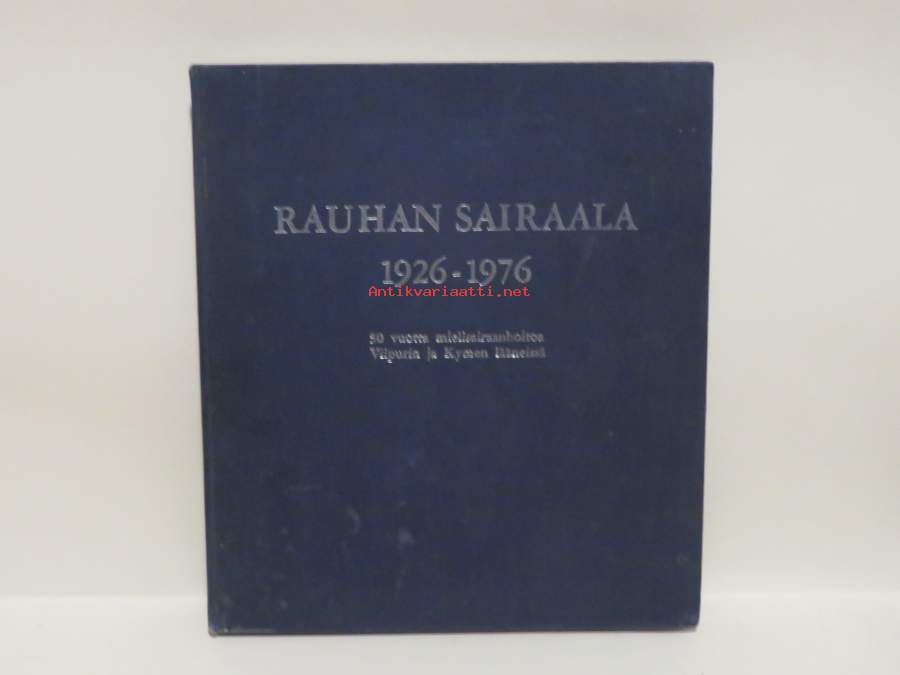 RAUHAN SAIRAALA
1926 - 1976
Antikvariaatti.net
50 vuotta mielisairaanhoitoa
Viipurin ja Kymen lääneissä